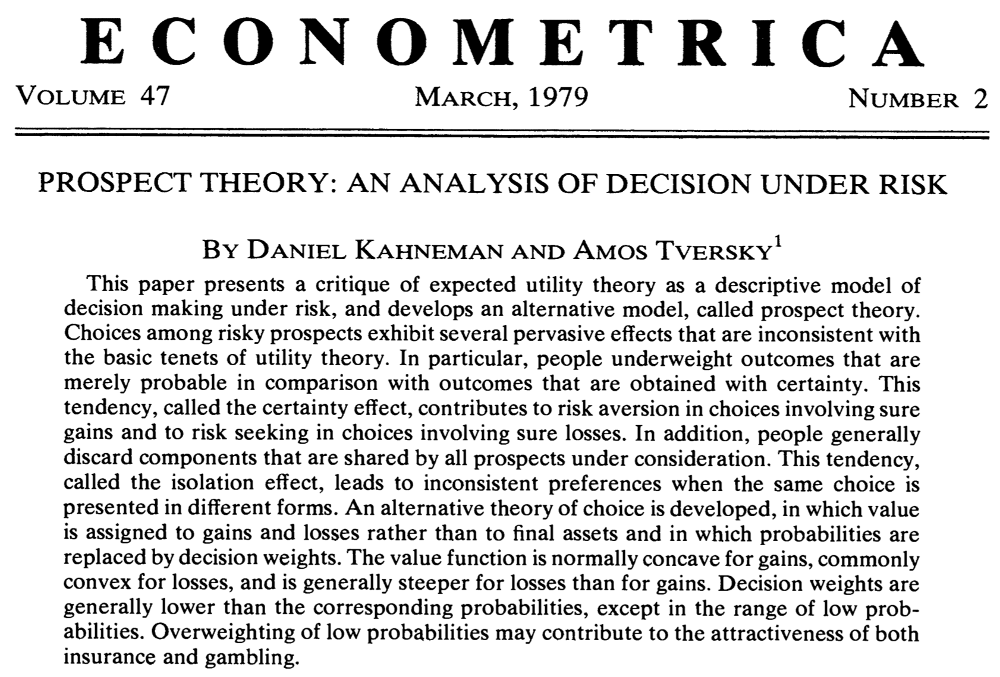 ECONOMETRICA
VOLUME 47 MARCH, 1979 NUMBER 2
PROSPECT THEORY: AN ANALYSIS OF DECISION UNDER RISK
BY DANIEL KAHNEMAN AND AMOS TVERSKY¹
This paper presents a critique of expected utility theory as a descriptive model of
decision making under risk, and develops an alternative model, called prospect theory.
Choices among risky prospects exhibit several pervasive effects that are inconsistent with
the basic tenets of utility theory. In particular, people underweight outcomes that are
merely probable in comparison with outcomes that are obtained with certainty. This
tendency, called the certainty effect, contributes to risk aversion in choices involving sure
gains and to risk seeking in choices involving sure losses. In addition, people generally
discard components that are shared by all prospects under consideration. This tendency,
called the isolation effect, leads to inconsistent preferences when the same choice is
presented in different forms. An alternative theory of choice is developed, in which value
is assigned to gains and losses rather than to final assets and in which probabilities are
replaced by decision weights. The value function is normally concave for gains, commonly
convex for losses, and is generally steeper for losses than for gains. Decision weights are
generally lower than the corresponding probabilities, except in the range of low prob-
abilities. Overweighting of low probabilities may contribute to the attractiveness of both
insurance and gambling.